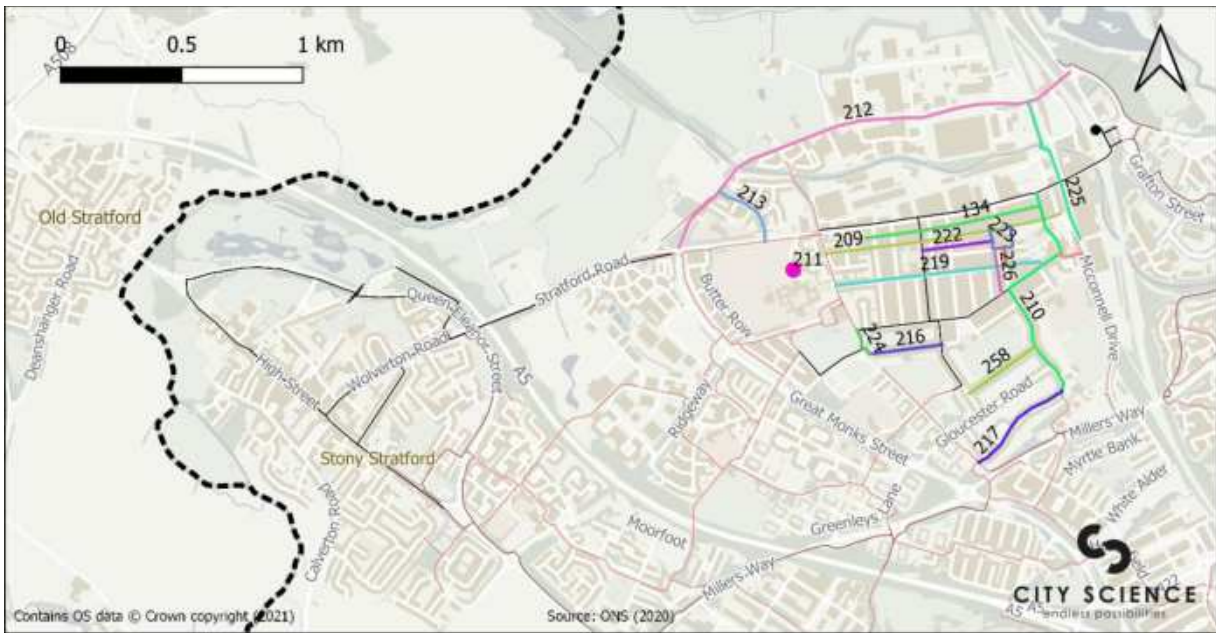 0
0.5
1 km
A508
Old Stratford
Deanshanger Road
High Street
Stony Stratford
Calverton Road
Wolverton Road
Queen Eleanor Street
A5
Stratford Road
212
213
134
209
222
223
225
Grafton Street
211
219
226
Butter Row
Mcconnell Drive
210
224
216
258
Ridgeway
Great Monks Street
Gloucester Road
217
Millers Way
Myrtle Bank
White Alder
Greenleys Lane
Moorfoot
Millers Way
A5
A5
CITY SCIENCE
endless possibilities
Contains OS data © Crown copyright (2021)
Source: ONS (2020)